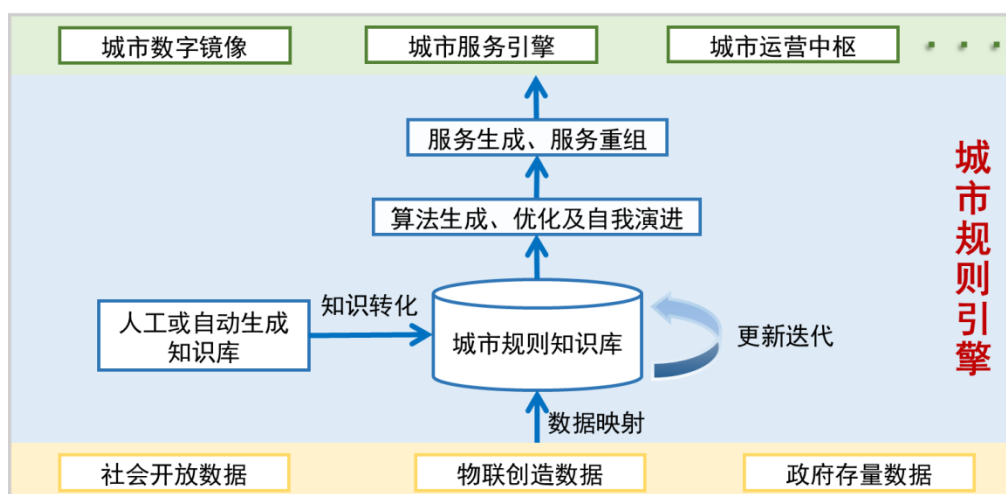 城市数字镜像
城市服务引擎
城市运营中枢
服务生成、服务重组
算法生成、优化及自我演进
知识转化
人工或自动生成
知识库
城市规则知识库
更新迭代
城市规则引擎
数据映射
社会开放数据
物联创造数据
政府存量数据